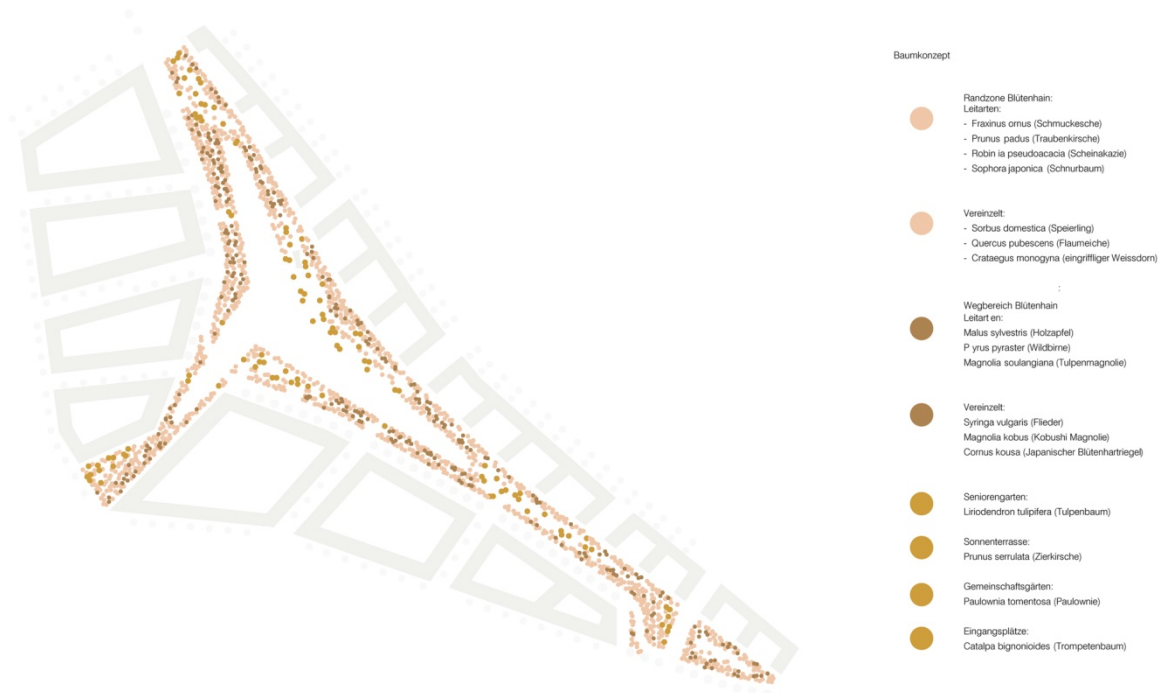 Baumkonzept
Randzone Blütenhain:
Leitarten:
- Fraxinus ornus (Schmuckesche)
- Prunus padus (Traubenkirsche)
- Robin ia pseudoacacia (Scheinakazie)
- Sophora japonica (Schnurbaum)
Vereinzelt:
- Sorbus domestica (Speierling)
- Quercus pubescens (Flaumeiche)
- Crataegus monogyna (eingriffliger Weissdorn)
:
Wegbereich Blütenhain
Leitart en:
Malus sylvestris (Holzapfel)
P yrus pyraster (Wildbirne)
Magnolia soulangiana (Tulpenmagnolie)
Vereinzelt:
Syringa vulgaris (Flieder)
Magnolia kobus (Kobushi Magnolie)
Cornus kousa (Japanischer Blütenhartriegel)
Seniorengarten:
Liriodendron tulipifera (Tulpenbaum)
Sonnenterrasse:
Prunus serrulata (Zierkirsche)
Gemeinschaftsgärten:
Paulownia tomentosa (Paulownie)
Eingangsplätze:
Catalpa bignonioides (Trompetenbaum)